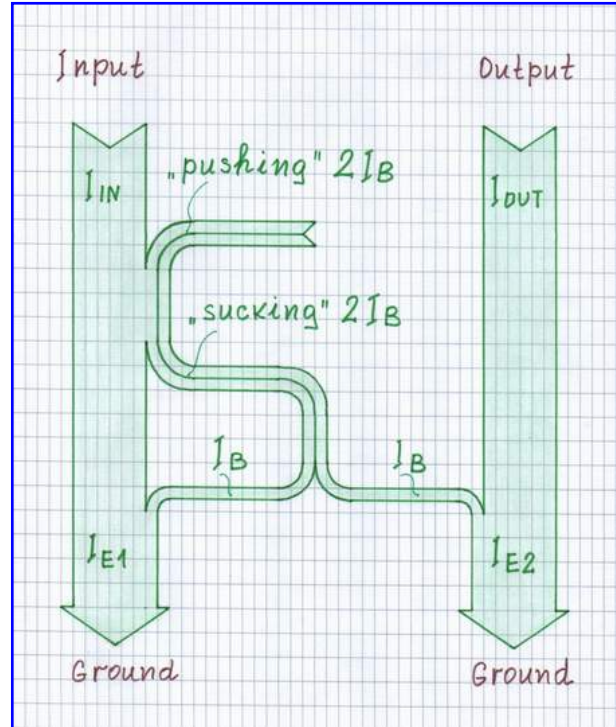 Input
Output
IIN
IOUT
„pushing" 2IB
„sucking" 2IB
IB
IB
IE1
IE2
Ground
Ground